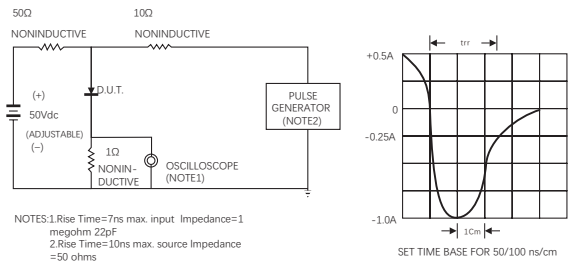 50Ω
NONINDUCTIVE
10Ω
NONINDUCTIVE
(+)
50Vdc
(ADJUSTABLE)
(−)
D.U.T.
1Ω
NONIN-
DUCTIVE
OSCILLOSCOPE
(NOTE1)
PULSE
GENERATOR
(NOTE2)
NOTES:1.Rise Time=7ns max. input Impedance=1
megohm 22pF
2.Rise Time=10ns max. source Impedance
=50 ohms
trr
+0.5A
0
-0.25A
-1.0A
1Cm
SET TIME BASE FOR 50/100 ns/cm